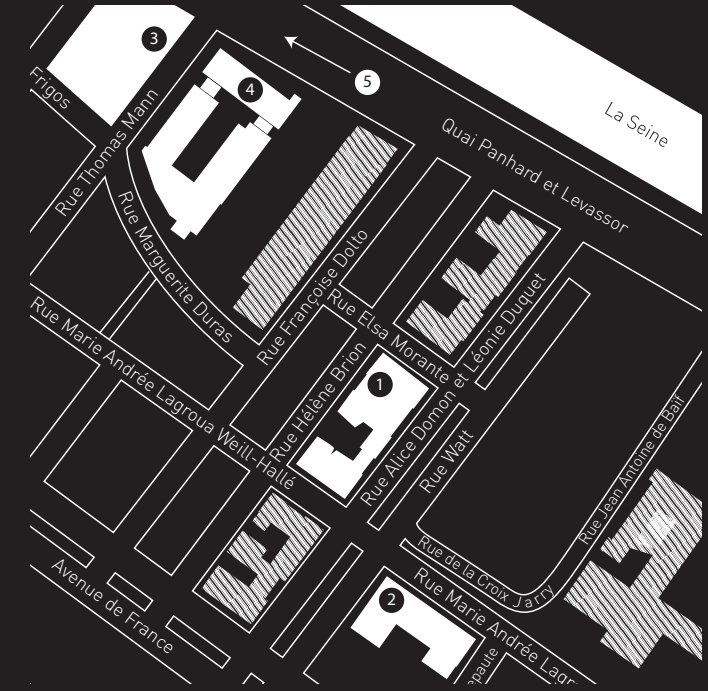 3
4
5
La Seine
Frigos
Rue Thomas Mann
Quai Panhard et Levassor
Rue Marguerite Duras
Rue Françoise Dolto
Rue Elsa Morante
Rue Marie Andrée Lagroua Weill-Hallé
Rue Hélène Brion
1
Rue Alice Domon et Léonie Duquet
Rue Watt
Rue Jean Antoine de Baïf
Rue de la Croix Jarry
Avenue de France
2
Rue Marie Andrée Lagr
epaute